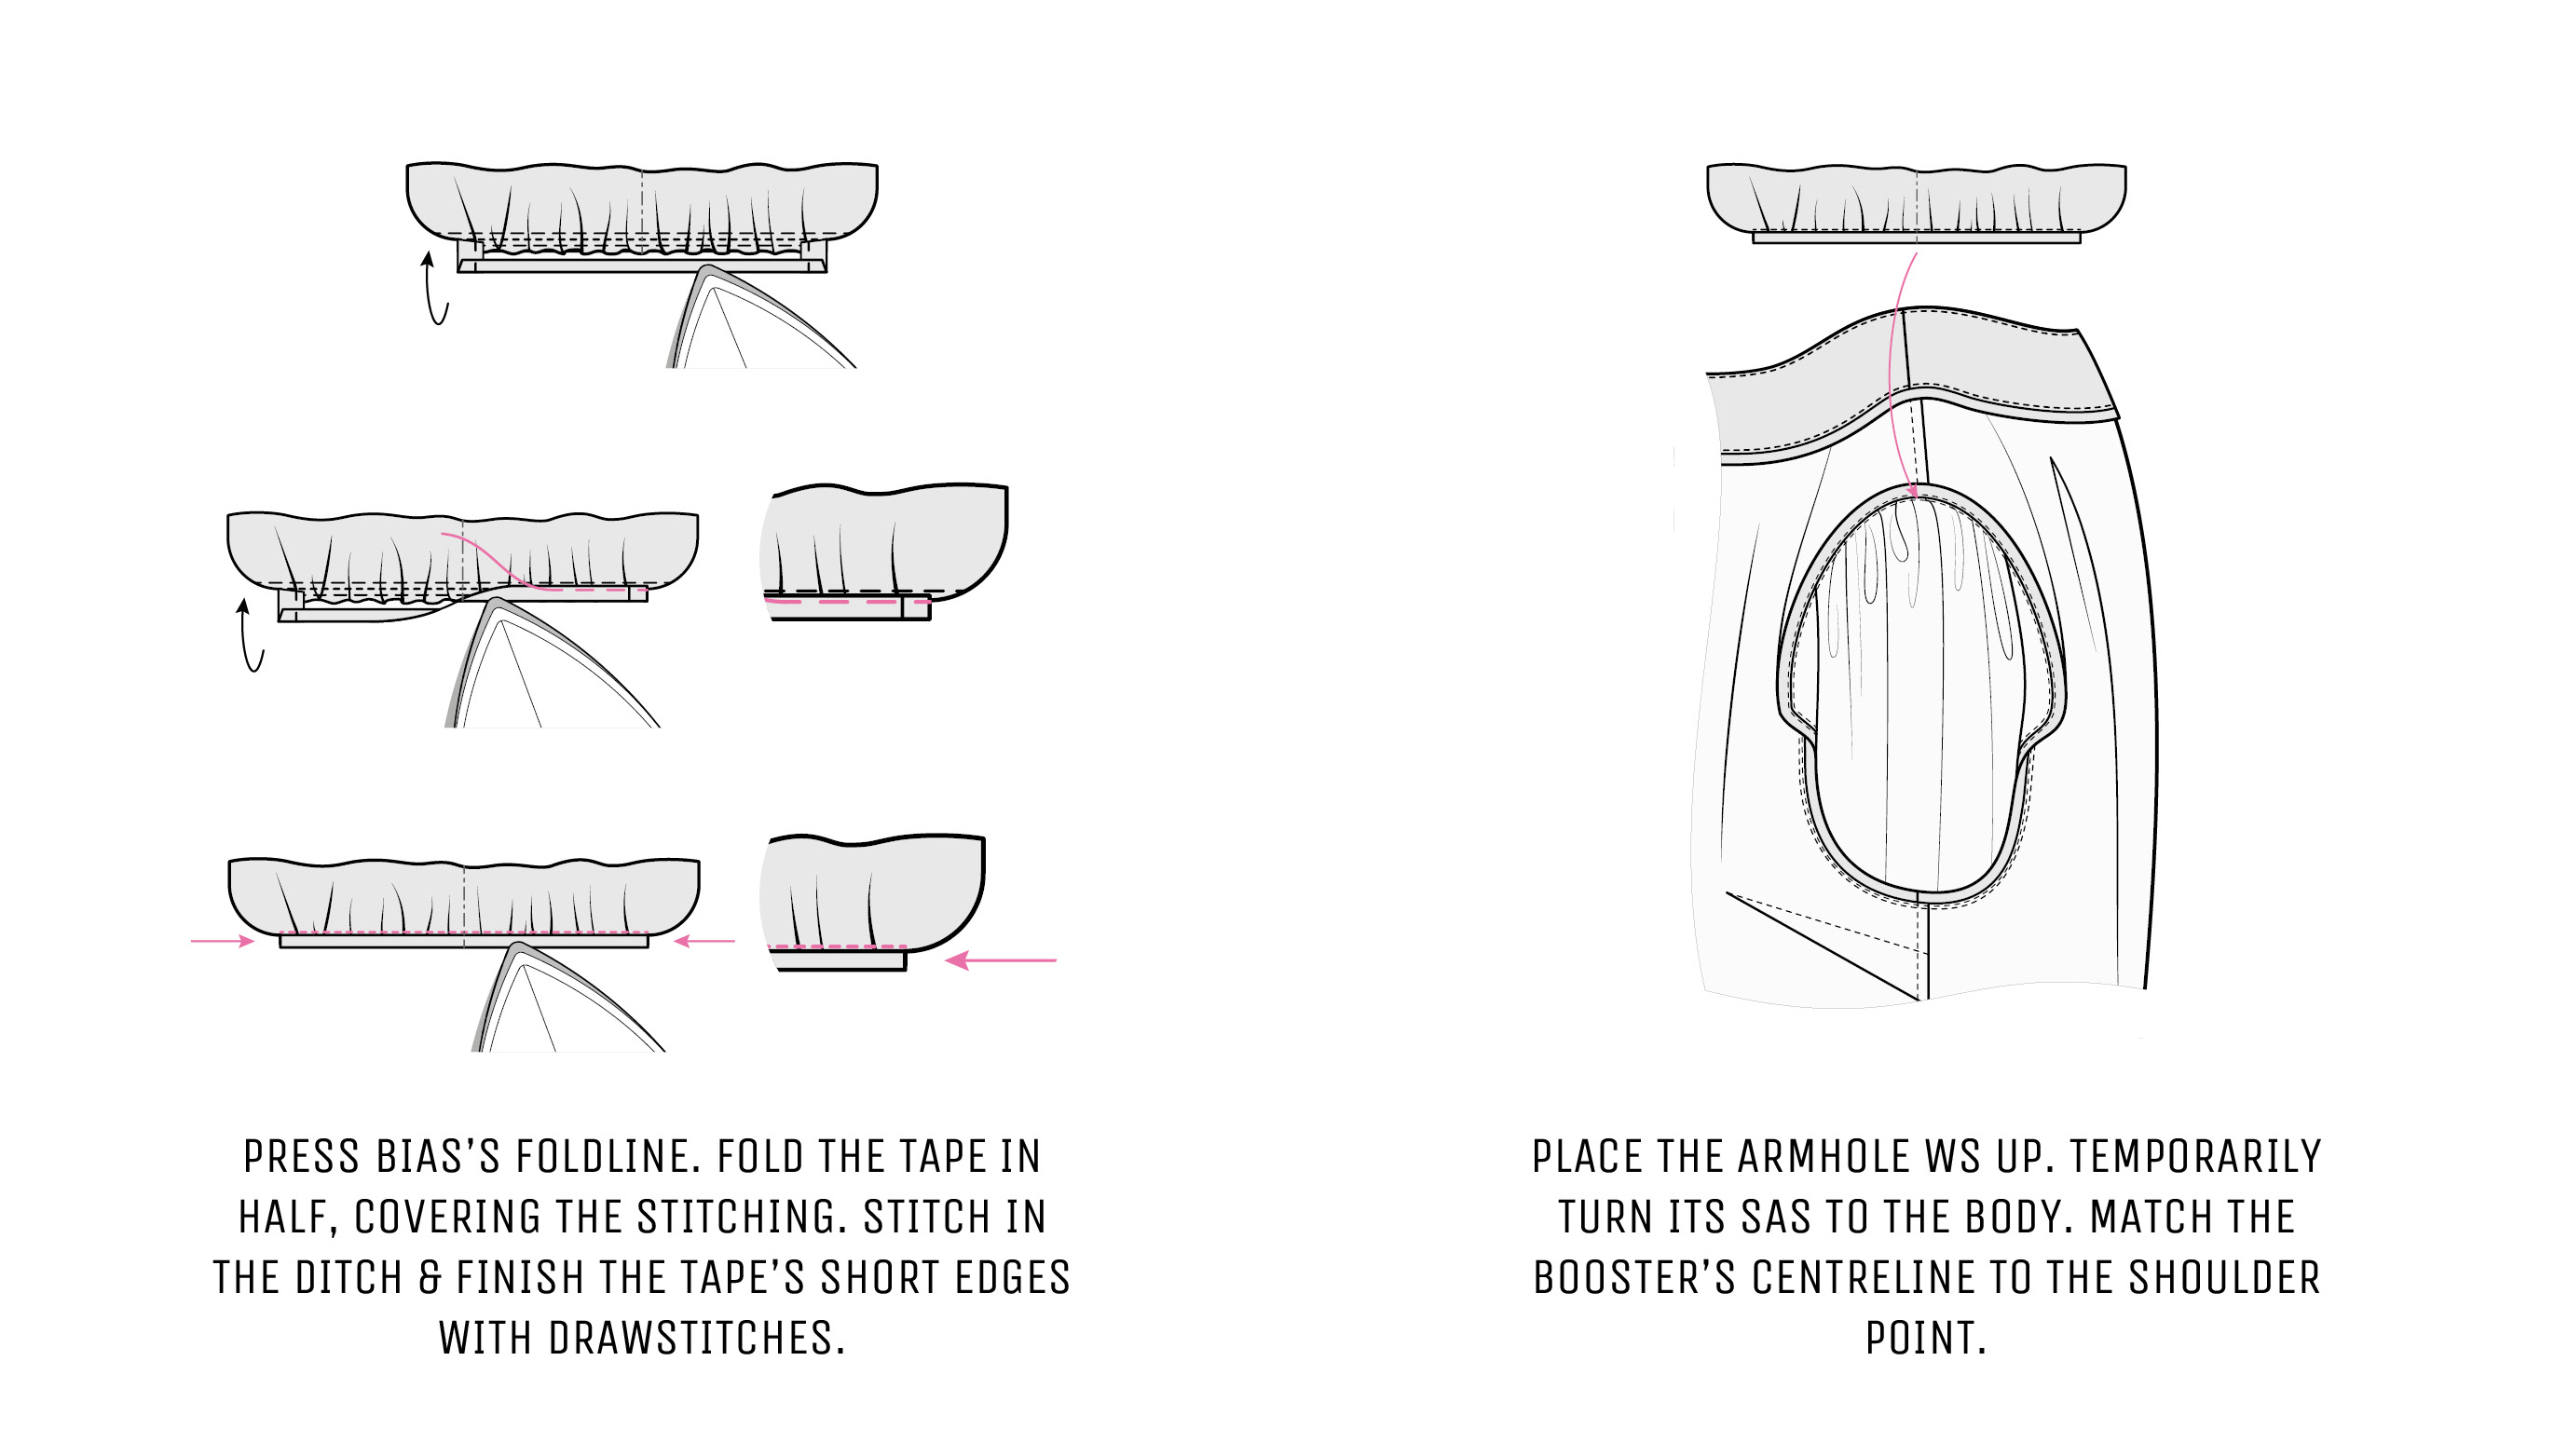 PRESS BIAS’S FOLDLINE. FOLD THE TAPE IN
HALF, COVERING THE STITCHING. STITCH IN
THE DITCH & FINISH THE TAPE’S SHORT EDGES
WITH DRAWSTITCHES.
PLACE THE ARMHOLE WS UP. TEMPORARILY
TURN ITS SAS TO THE BODY. MATCH THE
BOOSTER’S CENTRELINE TO THE SHOULDER
POINT.